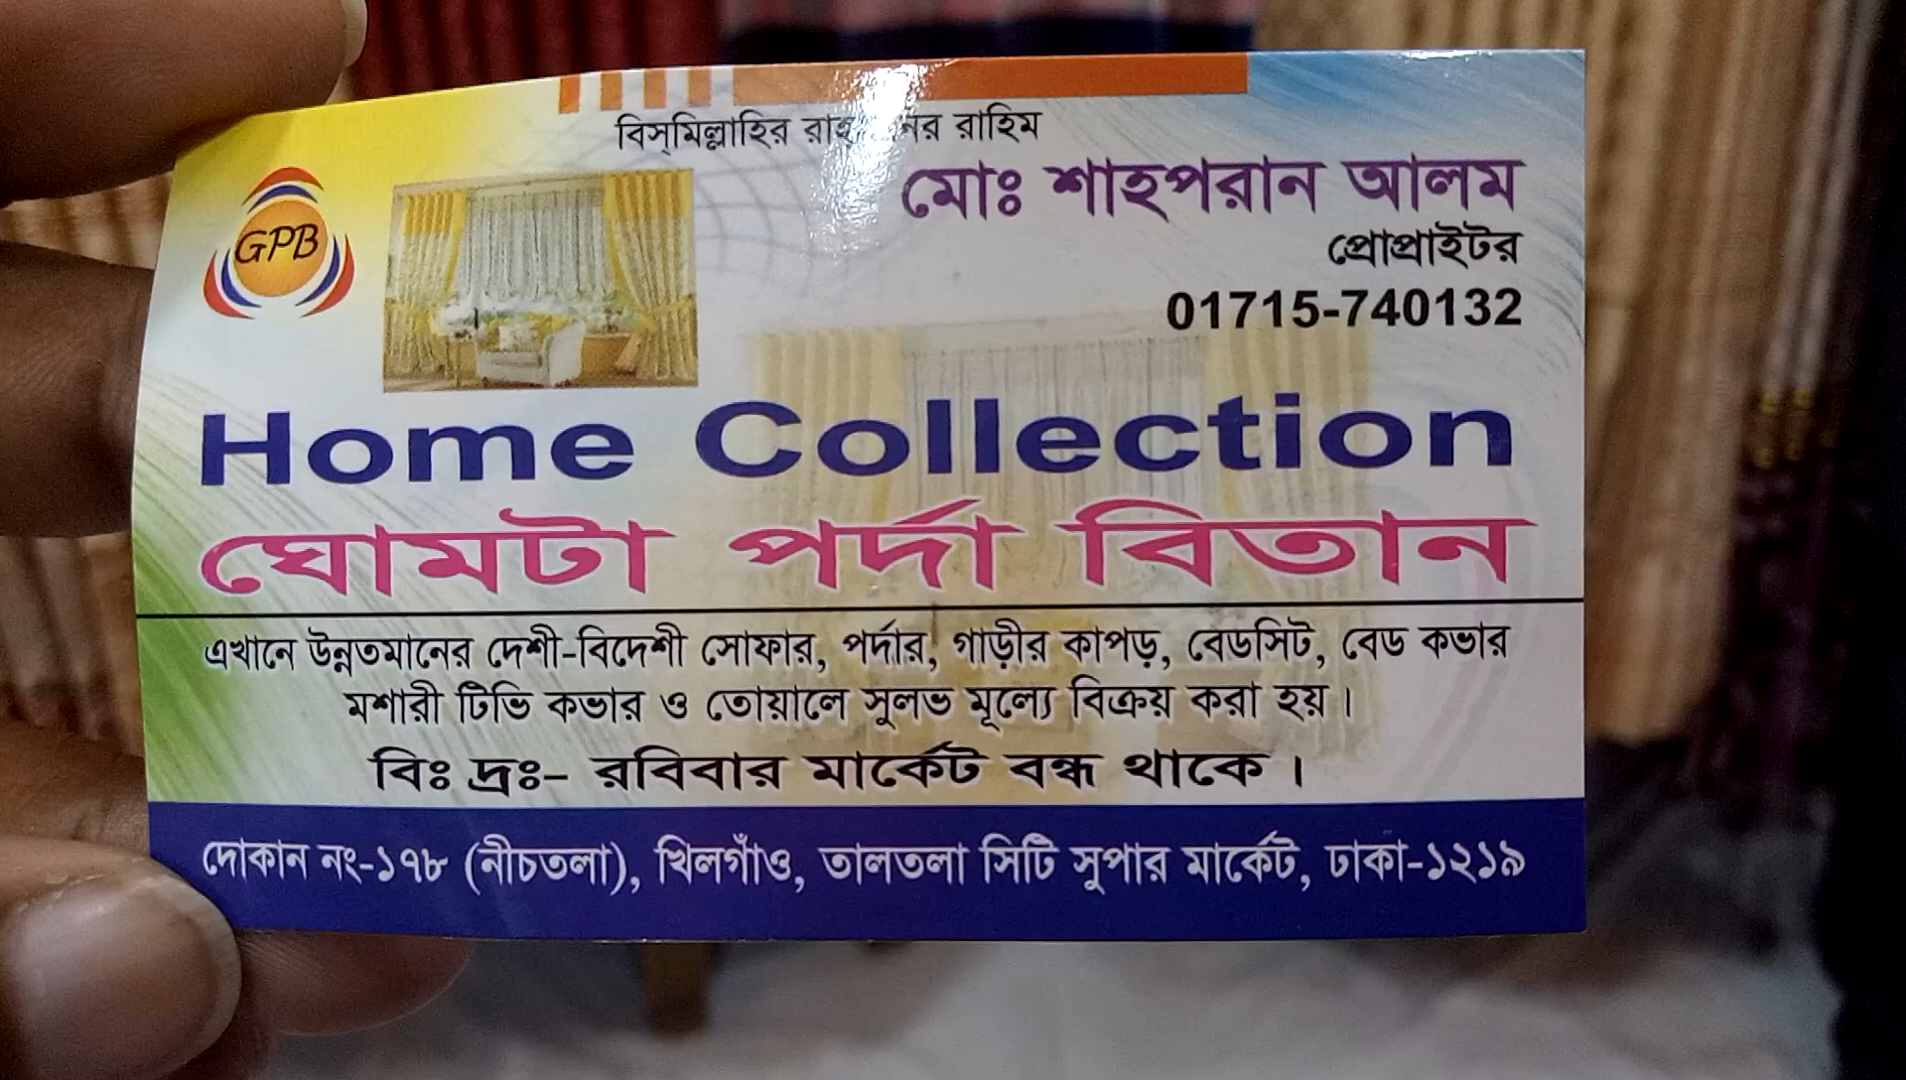 বিস্‌মিল্লাহির রাহিম
GPB
মোঃ শাহপরান আলম
প্রোপ্রাইটর
01715-740132
Home Collection
ঘোমটা পর্দা বিতান
এখানে উন্নতমানের দেশী-বিদেশী সোফার, পর্দার, গাড়ীর কাপড়, বেডসিট, বেড কভার
মশারী টিভি কভার ও তোয়ালে সুলভ মূল্যে বিক্রয় করা হয়।
বিঃ দ্রঃ- রবিবার মার্কেট বন্ধ থাকে।
দোকান নং-১৭৮ (নীচতলা), খিলগাঁও, তালতলা সিটি সুপার মার্কেট, ঢাকা-১২১৯